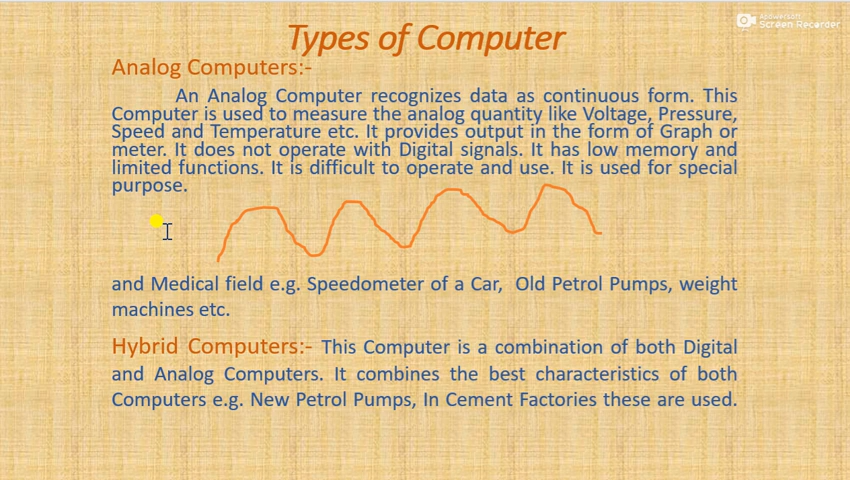 Types of Computer
Apowersoft
Screen Recorder
Analog Computers:-
An Analog Computer recognizes data as continuous form. This
Computer is used to measure the analog quantity like Voltage, Pressure,
Speed and Temperature etc. It provides output in the form of Graph or
meter. It does not operate with Digital signals. It has low memory and
limited functions. It is difficult to operate and use. It is used for special
purpose.
and Medical field e.g. Speedometer of a Car, Old Petrol Pumps, weight
machines etc.
Hybrid Computers:- This Computer is a combination of both Digital
and Analog Computers. It combines the best characteristics of both
Computers e.g. New Petrol Pumps, In Cement Factories these are used.